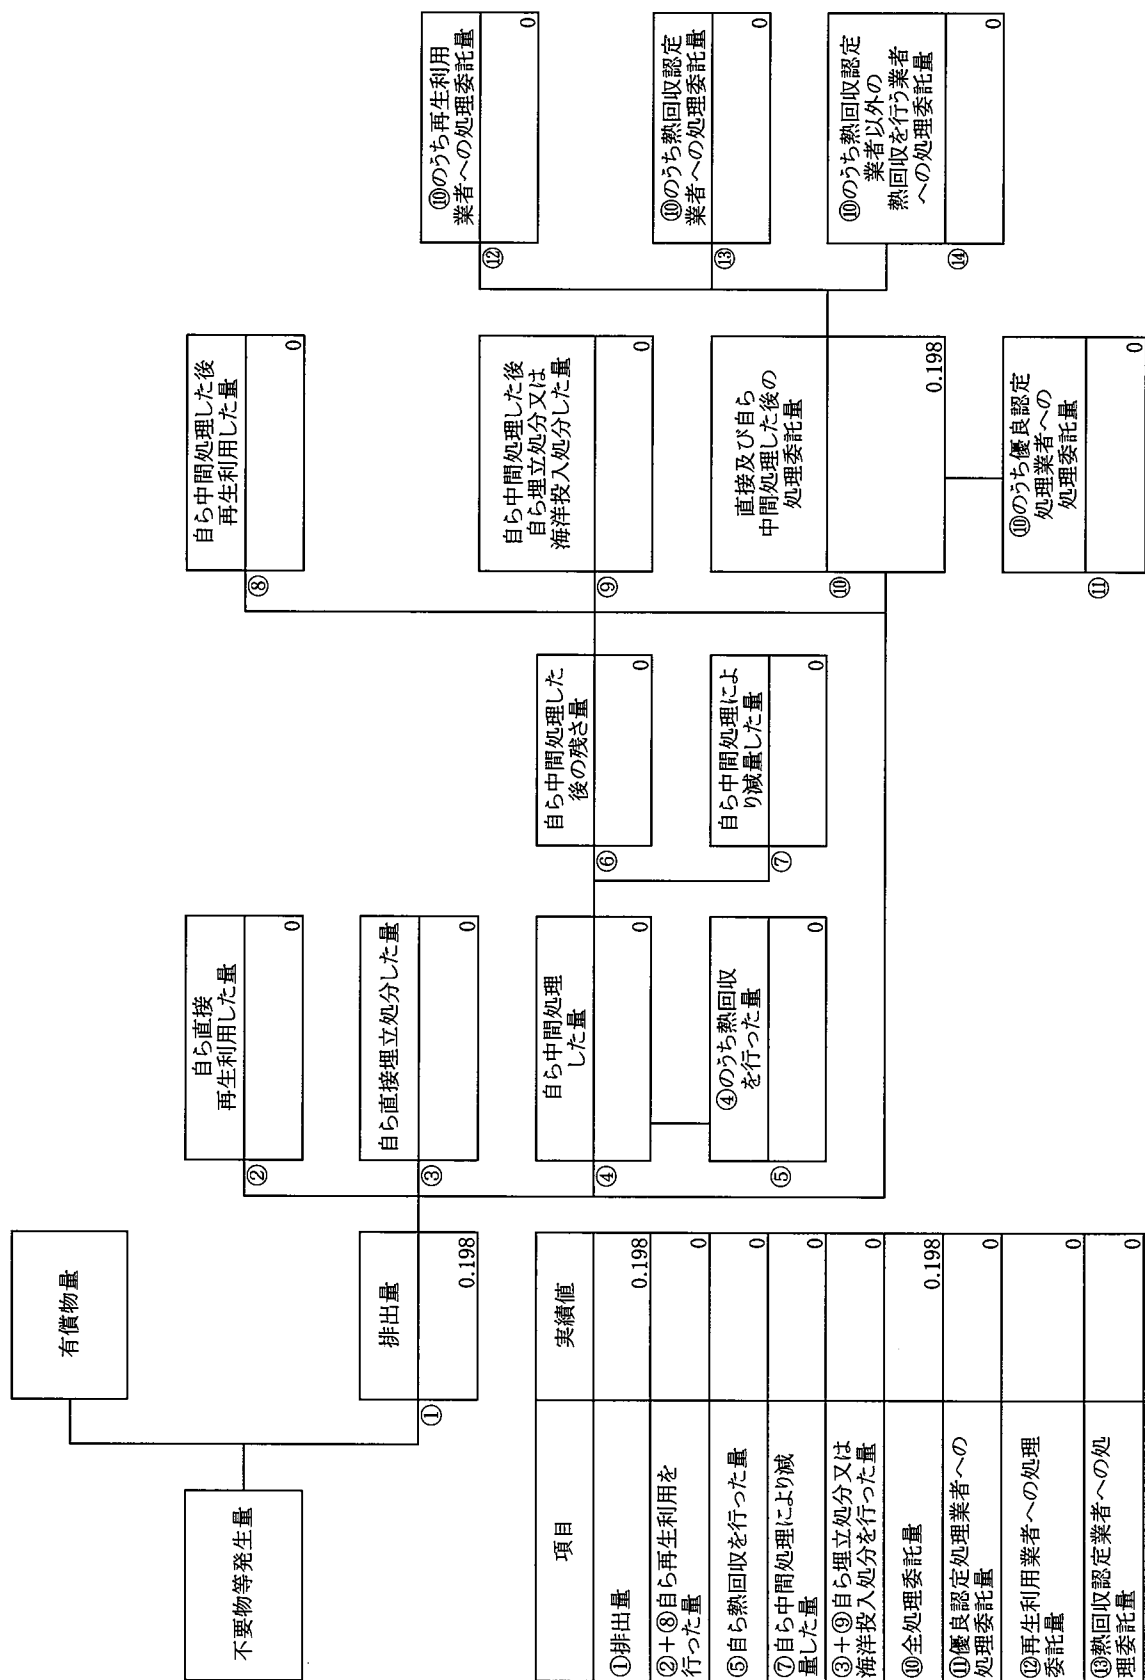 不要物等発生量
有償物量
①
排出量
0.198
②
自ら直接
再生利用した量
0
③
自ら直接埋立処分した量
0
④
自ら中間処理
した量
0
⑤
④のうち熱回収
を行った量
0
⑥
自ら中間処理した
後の残さ量
0
⑦
自ら中間処理によ
り減量した量
0
⑧
自ら中間処理した後
再生利用した量
0
⑨
自ら中間処理した後
自ら埋立処分又は
海洋投入処分した量
0
⑩
直接及び自ら
中間処理した後の
処理委託量
0.198
⑪
⑩のうち優良認定
処理業者への
処理委託量
0
⑫
⑩のうち再生利用
業者への処理委託量
0
⑬
⑩のうち熱回収認定
業者への処理委託量
0
⑭
⑩のうち熱回収認定
業者以外の
熱回収を行う業者
への処理委託量
0
項目 実績値
①排出量 0.198
②+⑧自ら再生利用を
行った量 0
⑤自ら熱回収を行った量 0
⑦自ら中間処理により減
量した量 0
③+⑨自ら埋立処分又は
海洋投入処分を行った量 0
⑩全処理委託量 0.198
⑪優良認定処理業者への
処理委託量 0
⑫再生利用業者への処理
委託量 0
⑬熱回収認定業者への処
理委託量 0